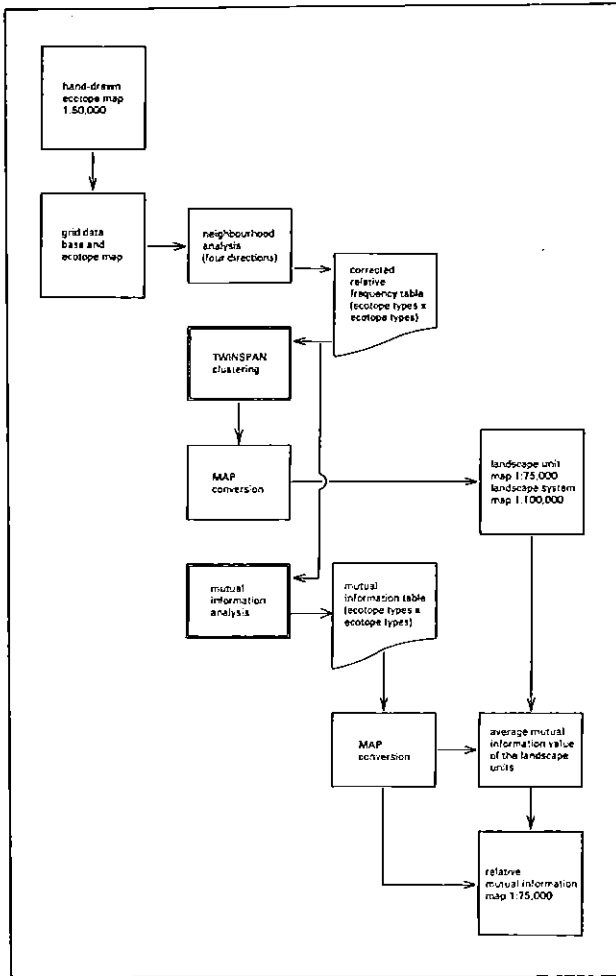 hand-drawn
ecotope map
1:50,000
grid data
base and
ecotope map
neighbourhood
analysis
(four directions)
corrected
relative
frequency table
(ecotope types x
ecotope types)
TWINSPAN
clustering
MAP
conversion
landscape unit
map 1:75,000
landscape system
map 1:100,000
mutual
information
analysis
mutual
information table
(ecotope types x
ecotope types)
MAP
conversion
average mutual
information value
of the landscape
units
relative
mutual information
map 1:75,000